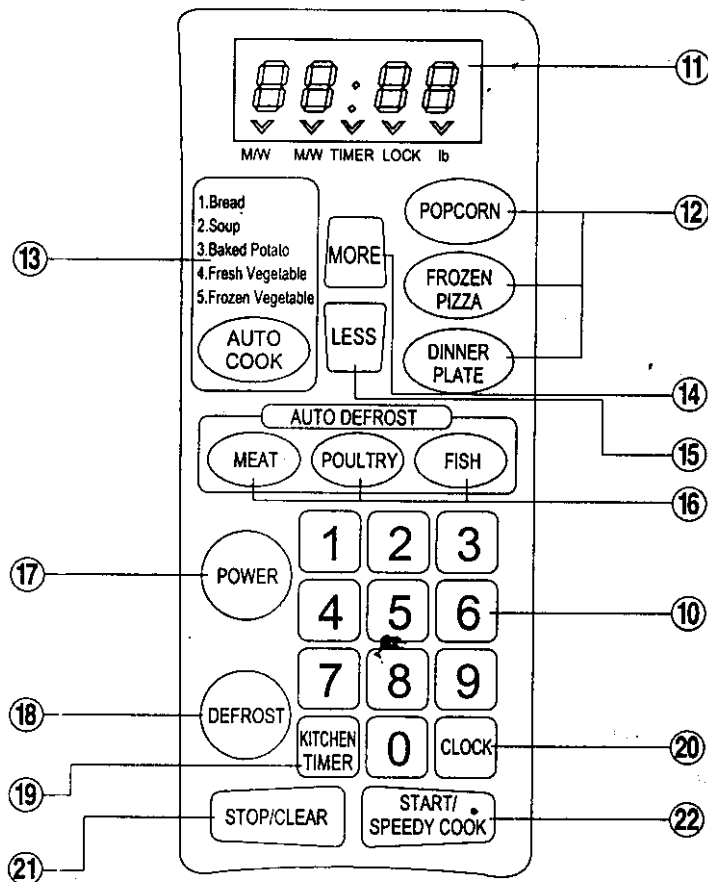 88:88
M/W M/W TIMER LOCK lb
11
1.Bread
2.Soup
3.Baked Potato
4.Fresh Vegetable
5.Frozen Vegetable
AUTO
COOK
13
MORE
LESS
POPCORN
FROZEN
PIZZA
DINNER
PLATE
12
14
15
AUTO DEFROST
MEAT POULTRY FISH
16
17
POWER
1 2 3
4 5 6
10
7 8 9
18
DEFROST
KITCHEN
TIMER
0 CLOCK
20
19
STOP/CLEAR
START/
SPEEDY COOK
22
21